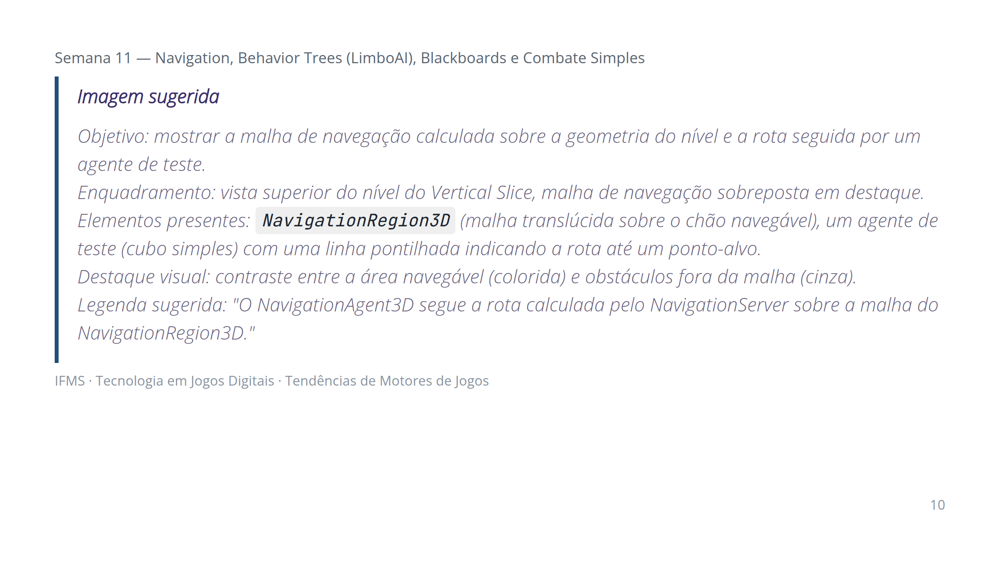 Semana 11 — Navigation, Behavior Trees (LimboAI), Blackboards e Combate Simples
Imagem sugerida
Objetivo: mostrar a malha de navegação calculada sobre a geometria do nível e a rota seguida por um
agente de teste.
Enquadramento: vista superior do nível do Vertical Slice, malha de navegação sobreposta em destaque.
Elementos presentes: NavigationRegion3D (malha translúcida sobre o chão navegável), um agente de
teste (cubo simples) com uma linha pontilhada indicando a rota até um ponto-alvo.
Destaque visual: contraste entre a área navegável (colorida) e obstáculos fora da malha (cinza).
Legenda sugerida: "O NavigationAgent3D segue a rota calculada pelo NavigationServer sobre a malha do
NavigationRegion3D."
IFMS · Tecnologia em Jogos Digitais · Tendências de Motores de Jogos
10